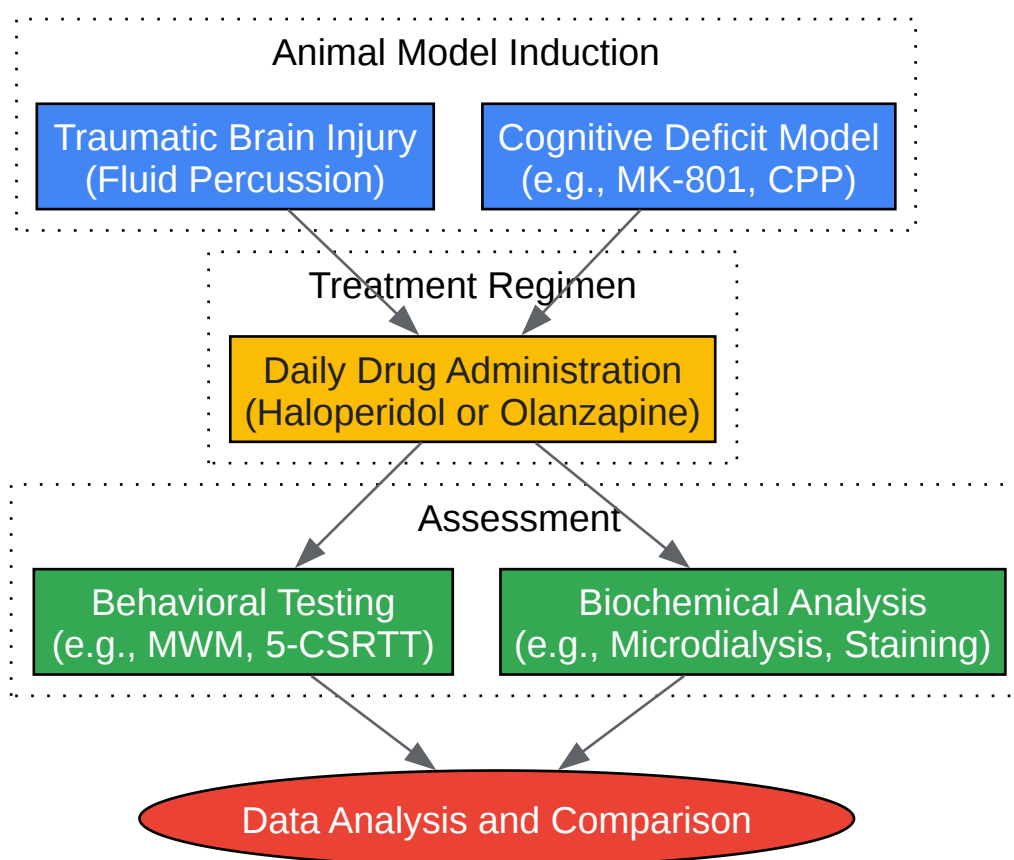 Animal Model Induction
Traumatic Brain Injury
(Fluid Percussion)
Cognitive Deficit Model
(e.g., MK-801, CPP)
Treatment Regimen
Daily Drug Administration
(Haloperidol or Olanzapine)
Assessment
Behavioral Testing
(e.g., MWM, 5-CSRTT)
Biochemical Analysis
(e.g., Microdialysis, Staining)
Data Analysis and Comparison